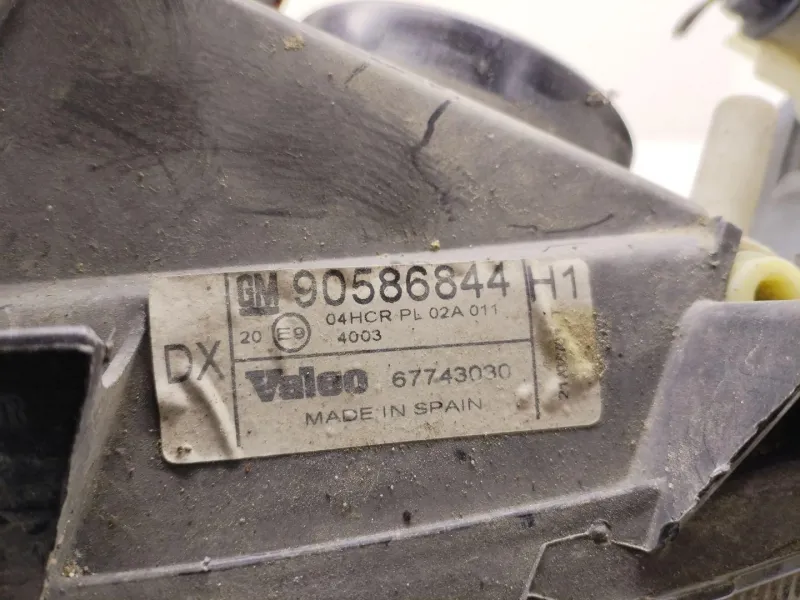 GM 90586844 H1
04HCR PL 02A 011
20 E9 4003
DX
Valeo 67743030
MADE IN SPAIN